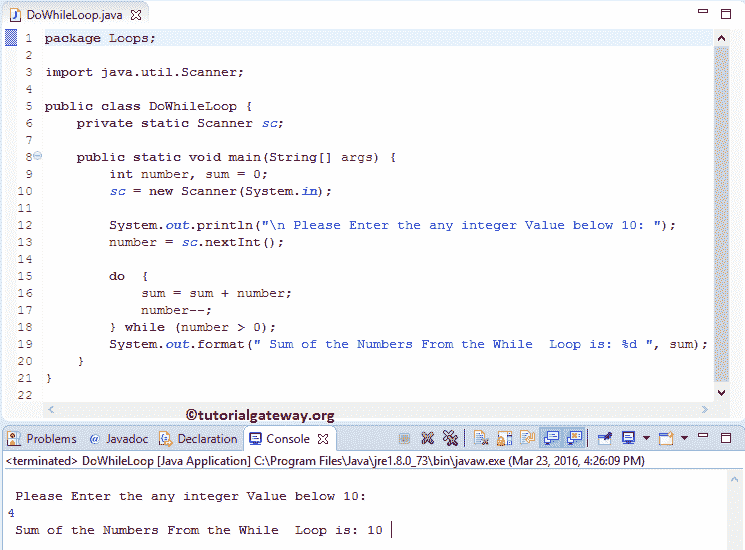 DoWhileLoop.java
1 package Loops;
2
3 import java.util.Scanner;
4
5 public class DoWhileLoop {
6 private static Scanner sc;
7
8 public static void main(String[] args) {
9 int number, sum = 0;
10 sc = new Scanner(System.in);
11
12 System.out.println("\n Please Enter the any integer Value below 10: ");
13 number = sc.nextInt();
14
15 do {
16 sum = sum + number;
17 number--;
18 } while (number > 0);
19 System.out.format(" Sum of the Numbers From the While  Loop is: %d ", sum);
20 }
21 }
22
©tutorialgateway.org
Problems @ Javadoc Declaration Console
<terminated> DoWhileLoop [Java Application] C:\Program Files\Java\jre1.8.0_73\bin\javaw.exe (Mar 23, 2016, 4:26:09 PM)
Please Enter the any integer Value below 10:
4
Sum of the Numbers From the While  Loop is: 10